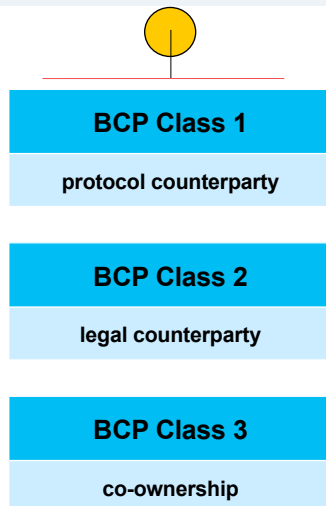 BCP Class 1
protocol counterparty
BCP Class 2
legal counterparty
BCP Class 3
co-ownership